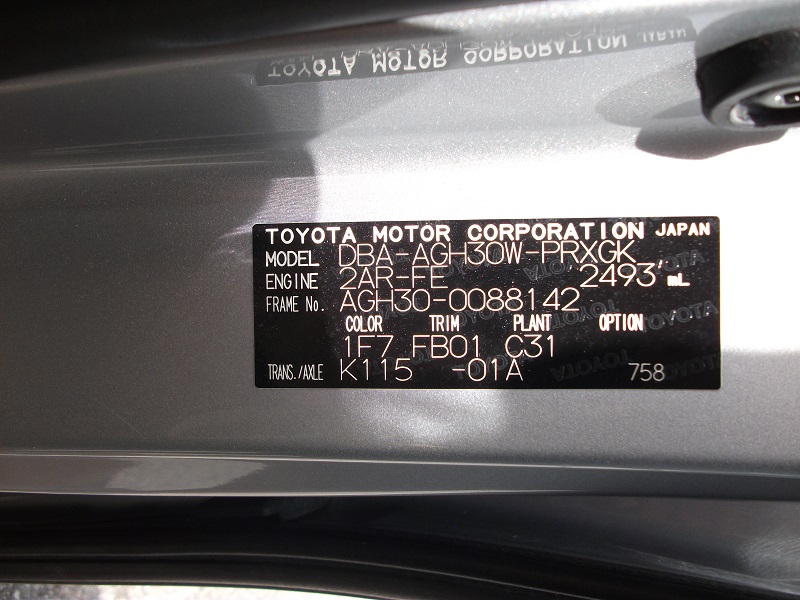 TOYOTA MOTOR CORPORATION JAPAN
MODEL DBA-AGH30W-PRXGK
ENGINE 2AR-FE 2493 mL
FRAME No. AGH30-0088142
COLOR TRIM PLANT OPTION
1F7 FB01 C31
TRANS./AXLE K115 -01A 758